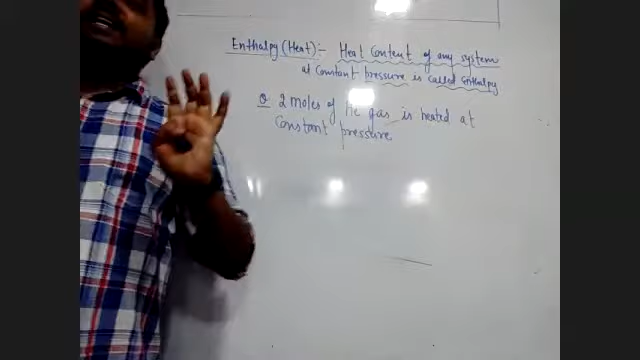 Enthalpy (Heat) :- Heat Content of any system
at Constant pressure is called Enthalpy
Q 2 moles of He gas is heated at
Constant pressure